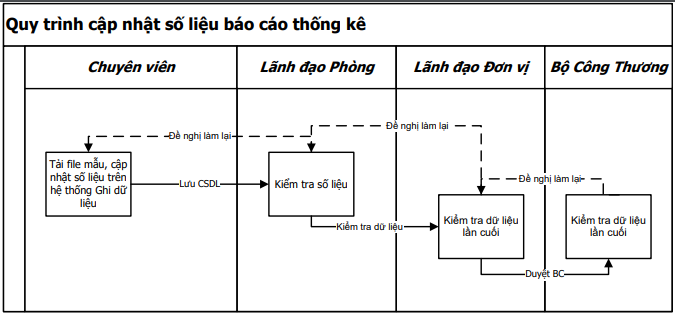 Quy trình cập nhật số liệu báo cáo thống kê
Chuyên viên
Lãnh đạo Phòng
Lãnh đạo Đơn vị
Bộ Công Thương
Đề nghị làm lại
Đề nghị làm lại
Tải file mẫu, cập
nhật số liệu trên
hệ thống Ghi dữ
liệu
Lưu CSDL
Kiểm tra số liệu
Đề nghị làm lại
Kiểm tra dữ liệu
Kiểm tra dữ liệu
lần cuối
Kiểm tra dữ liệu
lần cuối
Duyệt BC